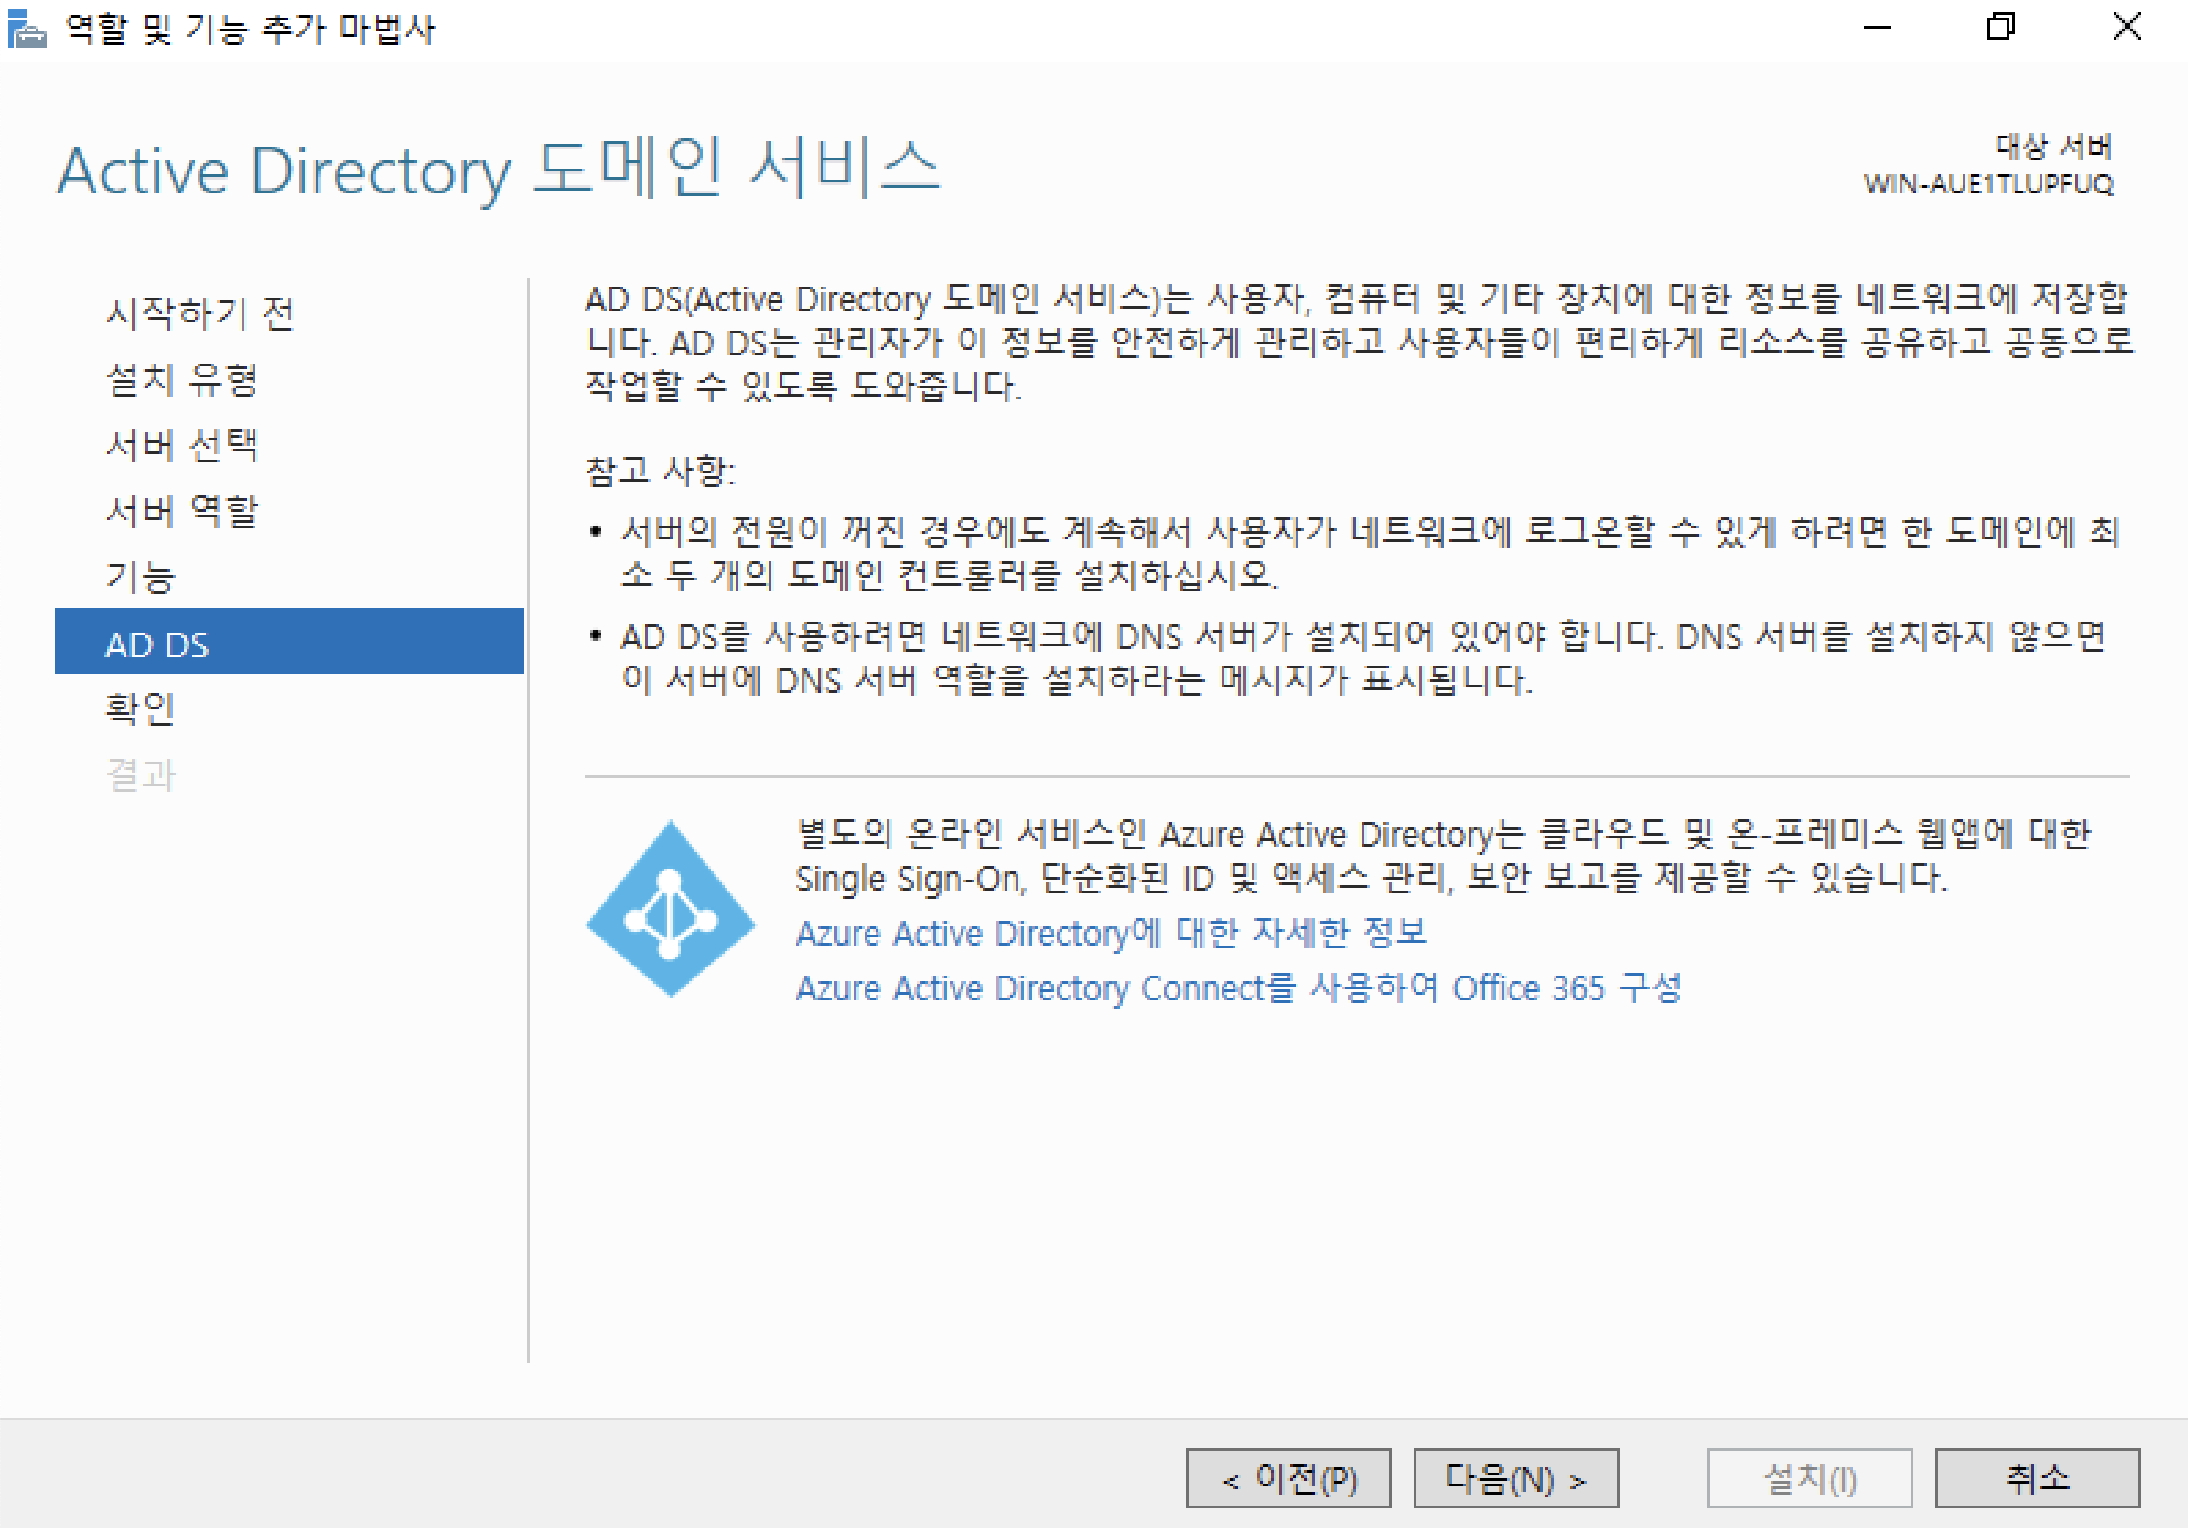 역할 및 기능 추가 마법사
Active Directory 도메인 서비스
대상 서버
WIN-AUE1TLUPFUQ
시작하기 전
설치 유형
서버 선택
서버 역할
기능
AD DS
확인
결과
AD DS(Active Directory 도메인 서비스)는 사용자, 컴퓨터 및 기타 장치에 대한 정보를 네트워크에 저장합
니다. AD DS는 관리자가 이 정보를 안전하게 관리하고 사용자들이 편리하게 리소스를 공유하고 공동으로
작업할 수 있도록 도와줍니다.
참고 사항:
• 서버의 전원이 꺼진 경우에도 계속해서 사용자가 네트워크에 로그온할 수 있게 하려면 한 도메인에 최
소 두 개의 도메인 컨트롤러를 설치하십시오.
• AD DS를 사용하려면 네트워크에 DNS 서버가 설치되어 있어야 합니다. DNS 서버를 설치하지 않으면
이 서버에 DNS 서버 역할을 설치하라는 메시지가 표시됩니다.
별도의 온라인 서비스인 Azure Active Directory는 클라우드 및 온-프레미스 웹앱에 대한
Single Sign-On, 단순화된 ID 및 액세스 관리, 보안 보고를 제공할 수 있습니다.
Azure Active Directory에 대한 자세한 정보
Azure Active Directory Connect를 사용하여 Office 365 구성
< 이전(P)
다음(N) >
설치(I)
취소